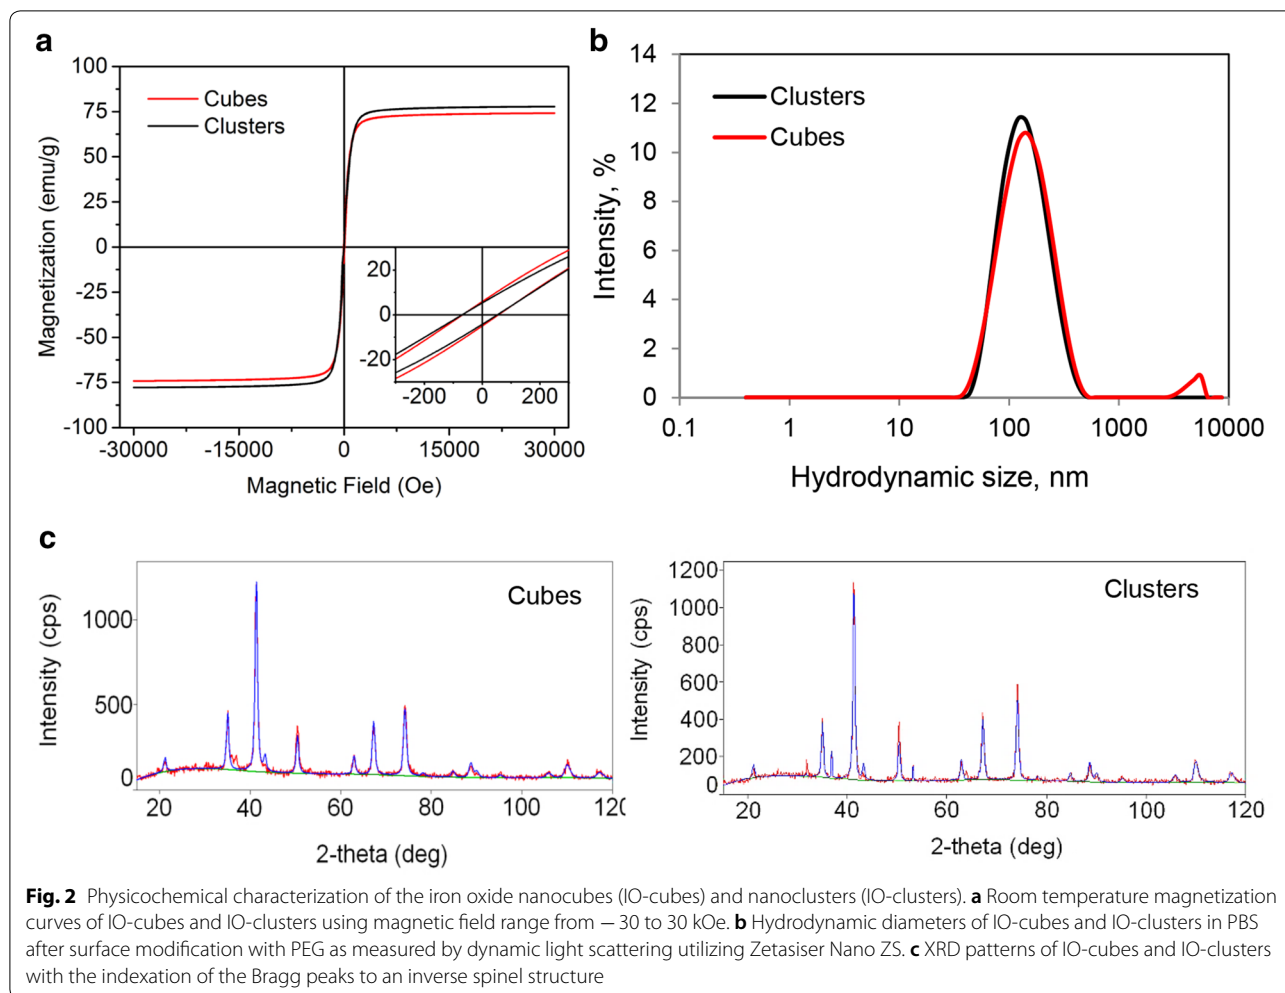 a
100
75
50
25
0
-25
-50
-75
-100
Magnetization (emu/g)
Cubes
Clusters
20
0
-20
-200 0 200
-30000 -15000 0 15000 30000
Magnetic Field (Oe)
b
14
12
10
8
6
4
2
0
Intensity, %
Clusters
Cubes
0.1 1 10 100 1000 10000
Hydrodynamic size, nm
c
Intensity (cps)
1000
500
0
Cubes
20 40 60 80 100 120
2-theta (deg)
Intensity (cps)
1200
1000
800
600
400
200
0
Clusters
20 40 60 80 100 120
2-theta (deg)
Fig. 2 Physicochemical characterization of the iron oxide nanocubes (IO-cubes) and nanoclusters (IO-clusters). a Room temperature magnetization
curves of IO-cubes and IO-clusters using magnetic field range from − 30 to 30 kOe. b Hydrodynamic diameters of IO-cubes and IO-clusters in PBS
after surface modification with PEG as measured by dynamic light scattering utilizing Zetasiser Nano ZS. c XRD patterns of IO-cubes and IO-clusters
with the indexation of the Bragg peaks to an inverse spinel structure